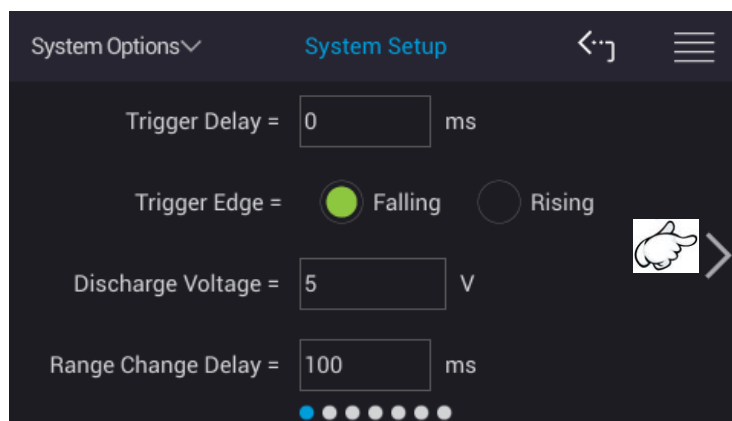 System Options System Setup
Trigger Delay = 0 ms
Trigger Edge = Falling Rising
Discharge Voltage = 5 V
Range Change Delay = 100 ms